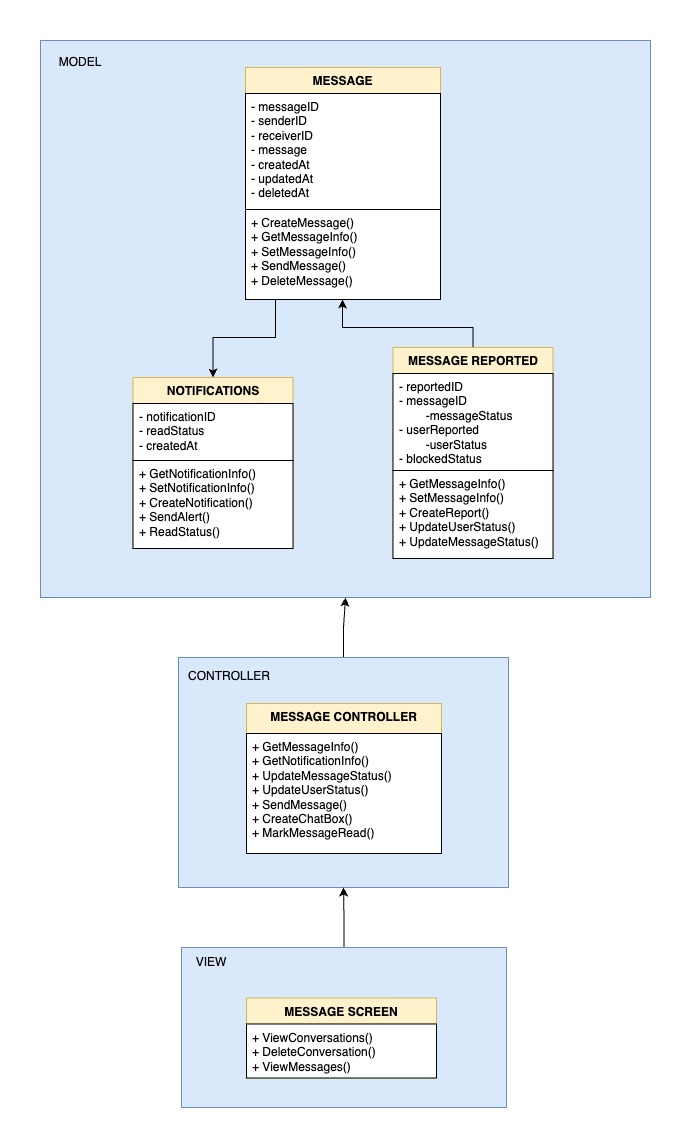 MODEL
MESSAGE
- messageID
- senderID
- receiverID
- message
- createdAt
- updatedAt
- deletedAt
+ CreateMessage()
+ GetMessageInfo()
+ SetMessageInfo()
+ SendMessage()
+ DeleteMessage()
NOTIFICATIONS
- notificationID
- readStatus
- createdAt
+ GetNotificationInfo()
+ SetNotificationInfo()
+ CreateNotification()
+ SendAlert()
+ ReadStatus()
MESSAGE REPORTED
- reportedID
- messageID
-messageStatus
- userReported
-userStatus
- blockedStatus
+ GetMessageInfo()
+ SetMessageInfo()
+ CreateReport()
+ UpdateUserStatus()
+ UpdateMessageStatus()
CONTROLLER
MESSAGE CONTROLLER
+ GetMessageInfo()
+ GetNotificationInfo()
+ UpdateMessageStatus()
+ UpdateUserStatus()
+ SendMessage()
+ CreateChatBox()
+ MarkMessageRead()
VIEW
MESSAGE SCREEN
+ ViewConversations()
+ DeleteConversation()
+ ViewMessages()